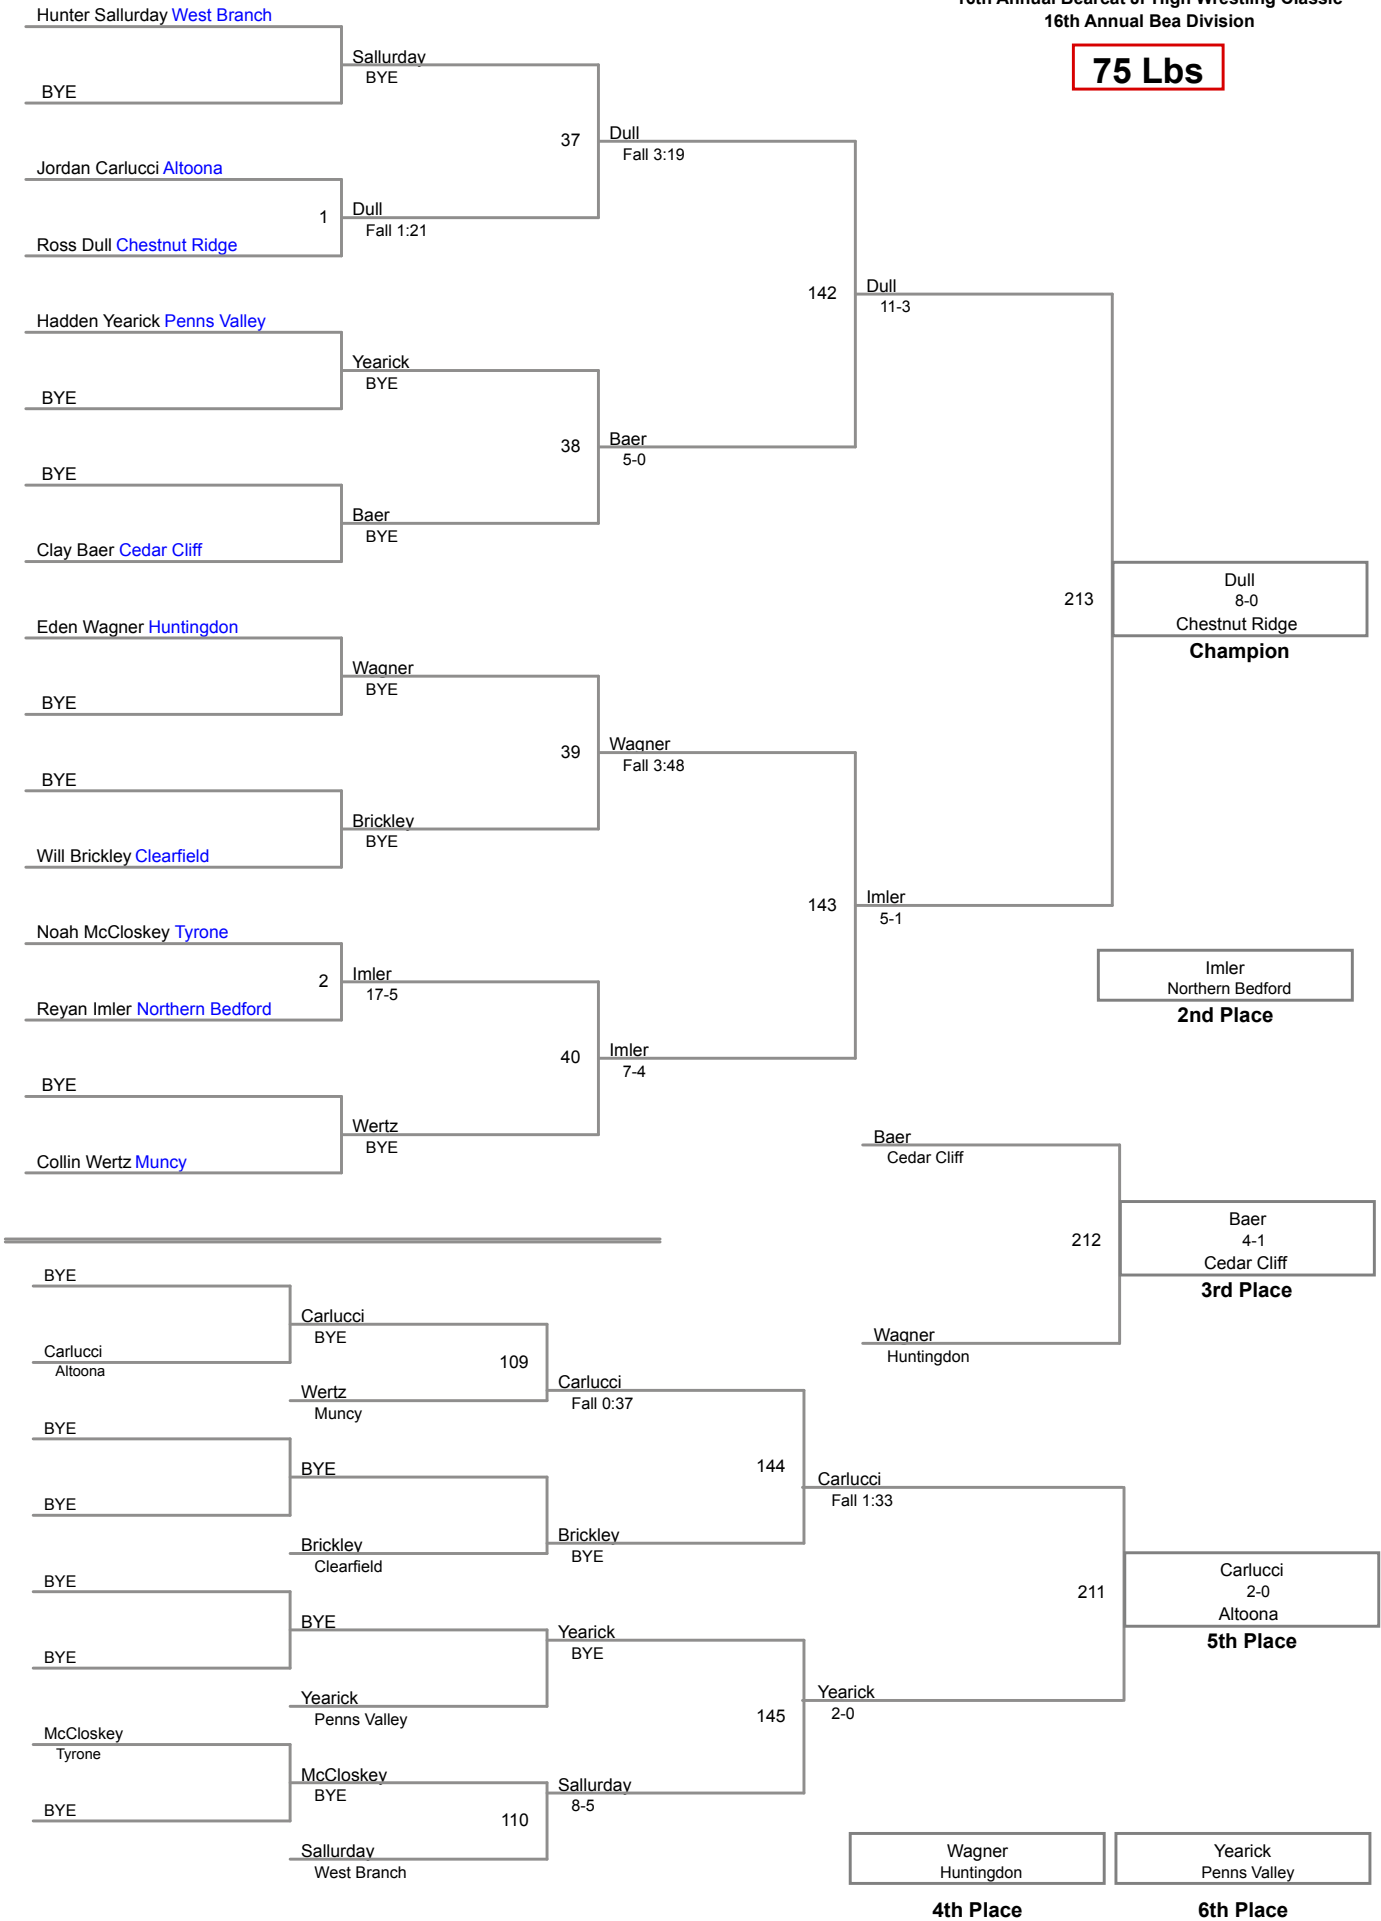 16th Annual Bearcat Jr High Wrestling Classic
16th Annual Bea Division
75 Lbs
Hunter Sallurday West Branch
Sallurday
BYE
BYE
37
Dull
Fall 3:19
Jordan Carlucci Altoona
1
Dull
Fall 1:21
Ross Dull Chestnut Ridge
142
Dull
11-3
Hadden Yearick Penns Valley
Yearick
BYE
BYE
38
Baer
5-0
BYE
Baer
BYE
Clay Baer Cedar Cliff
213
Dull
8-0
Chestnut Ridge
Champion
Eden Wagner Huntingdon
Wagner
BYE
BYE
39
Wagner
Fall 3:48
BYE
Brickley
BYE
Will Brickley Clearfield
143
Imler
5-1
Noah McCloskey Tyrone
2
Imler
17-5
Reyan Imler Northern Bedford
40
Imler
7-4
BYE
Wertz
BYE
Collin Wertz Muncy
Imler
Northern Bedford
2nd Place
Baer
Cedar Cliff
212
Baer
4-1
Cedar Cliff
3rd Place
Wagner
Huntingdon
BYE
Carlucci
BYE
Carlucci
Altoona
109
Wertz
Muncy
Carlucci
Fall 0:37
BYE
BYE
BYE
Brickley
Clearfield
Brickley
BYE
144
Carlucci
Fall 1:33
BYE
BYE
BYE
Yearick
Penns Valley
Yearick
BYE
145
Yearick
2-0
McCloskey
Tyrone
McCloskey
BYE
BYE
110
Sallurday
West Branch
Sallurday
8-5
211
Carlucci
2-0
Altoona
5th Place
Wagner
Huntingdon
4th Place
Yearick
Penns Valley
6th Place